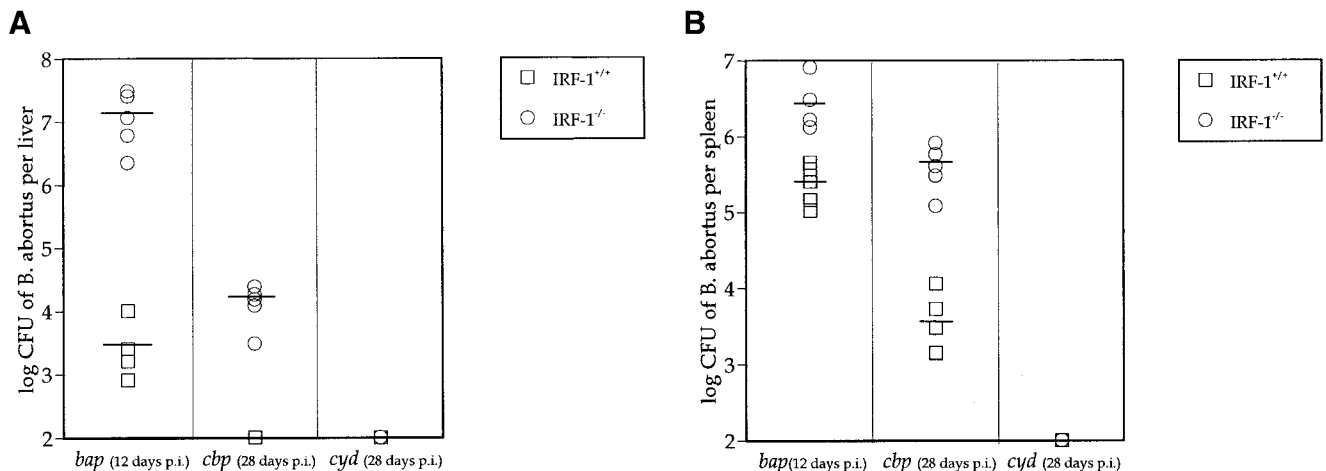 A
log CFU of B. abortus per liver
8
7
6
5
4
3
2
bap (12 days p.i.) cbp (28 days p.i.) cyd (28 days p.i.)
IRF-1+/+
IRF-1-/-
B
log CFU of B. abortus per spleen
7
6
5
4
3
2
bap(12 days p.i.) cbp (28 days p.i.) cyd (28 days p.i.)
IRF-1+/+
IRF-1-/-